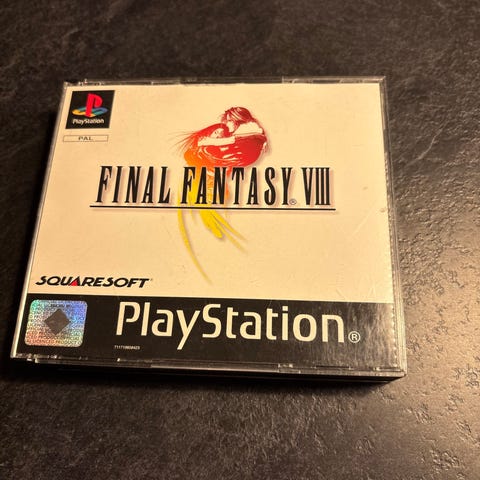 PlayStation
PAL
FINAL FANTASY® VIII
SQUARESOFT®
PlayStation®